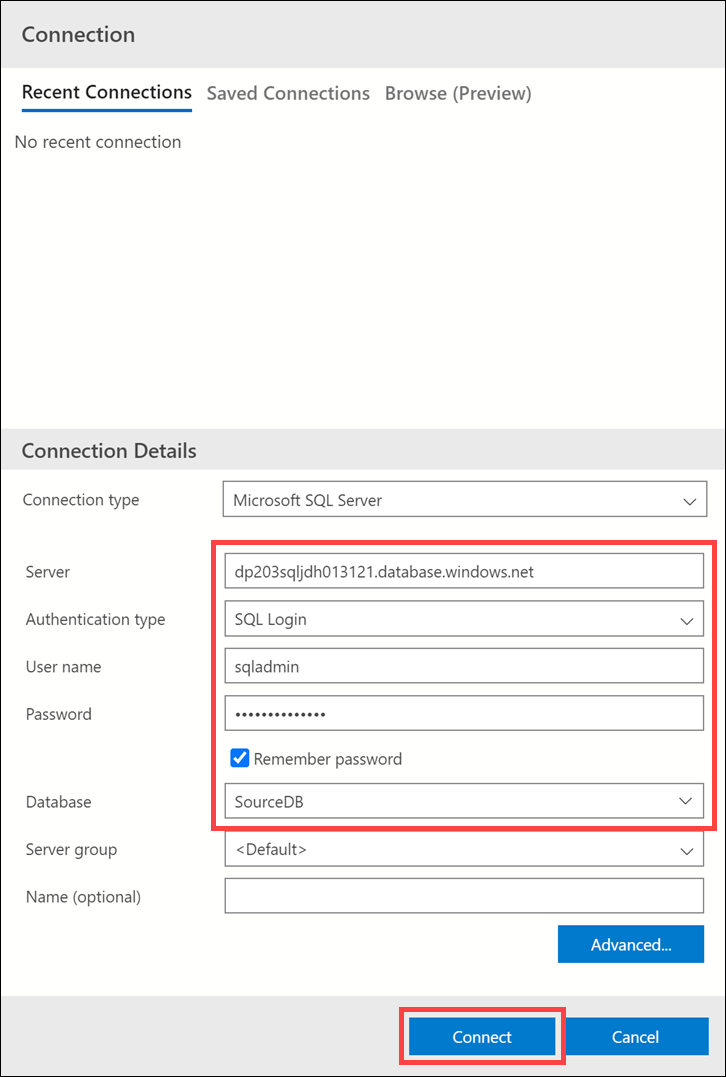 Connection
Recent Connections Saved Connections Browse (Preview)
No recent connection
Connection Details
Connection type Microsoft SQL Server
Server dp203sqljdh013121.database.windows.net
Authentication type SQL Login
User name sqladmin
Password ••••••••••••••
Remember password
Database SourceDB
Server group <Default>
Name (optional)
Advanced...
Connect Cancel